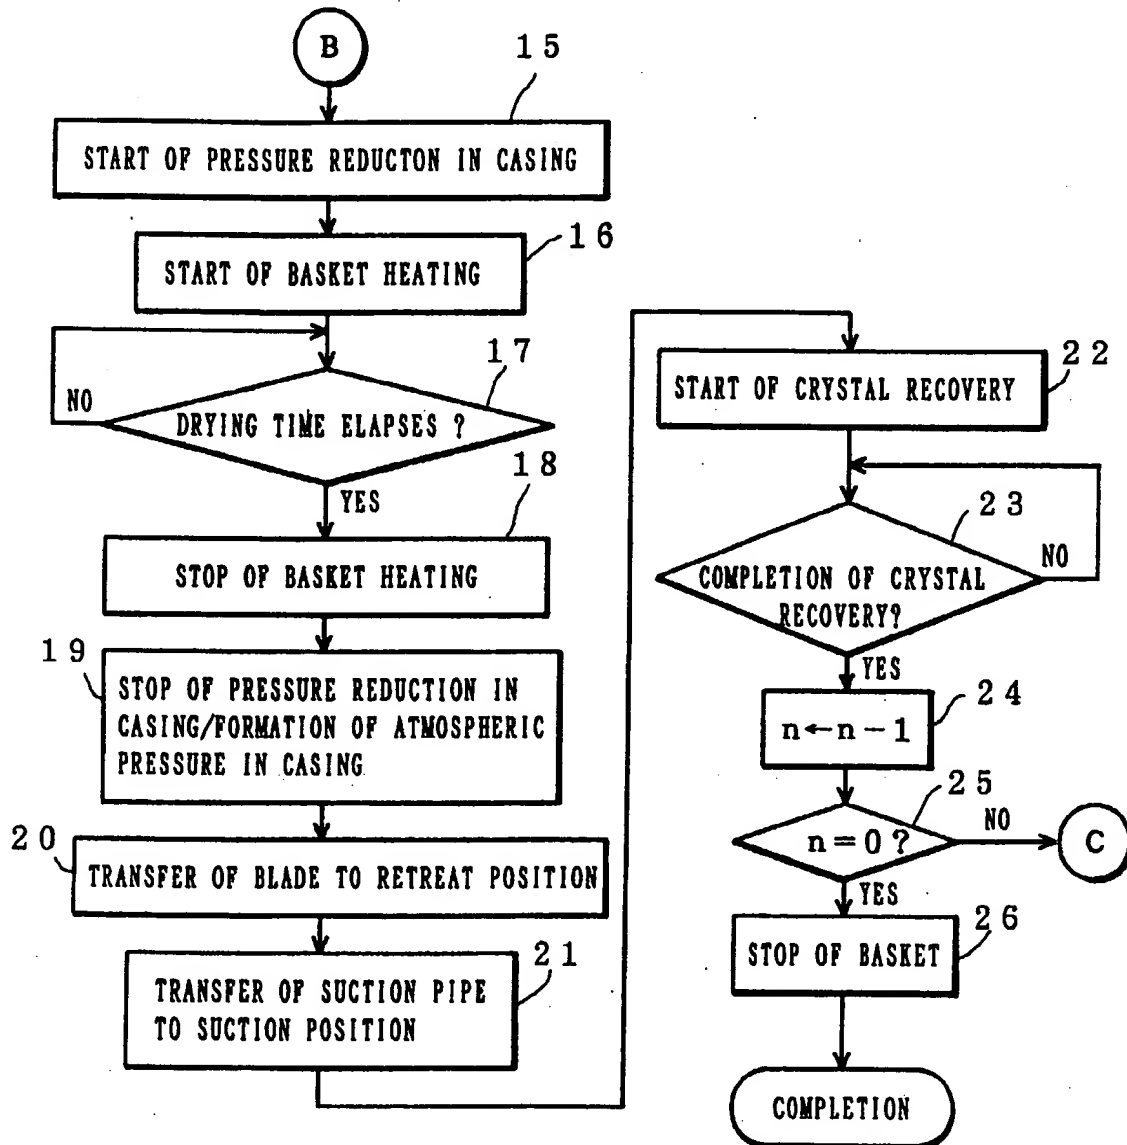 B
15
START OF PRESSURE REDUCTON IN CASING
16
START OF BASKET HEATING
17
NO
DRYING TIME ELAPSES ?
18
YES
STOP OF BASKET HEATING
19
STOP OF PRESSURE REDUCTION IN
CASING/FORMATION OF ATMOSPHERIC
PRESSURE IN CASING
20
TRANSFER OF BLADE TO RETREAT POSITION
21
TRANSFER OF SUCTION PIPE
TO SUCTION POSITION
22
START OF CRYSTAL RECOVERY
23
NO
COMPLETION OF CRYSTAL
RECOVERY?
YES
24
n←n-1
25
n=0?
NO
C
YES
26
STOP OF BASKET
COMPLETION